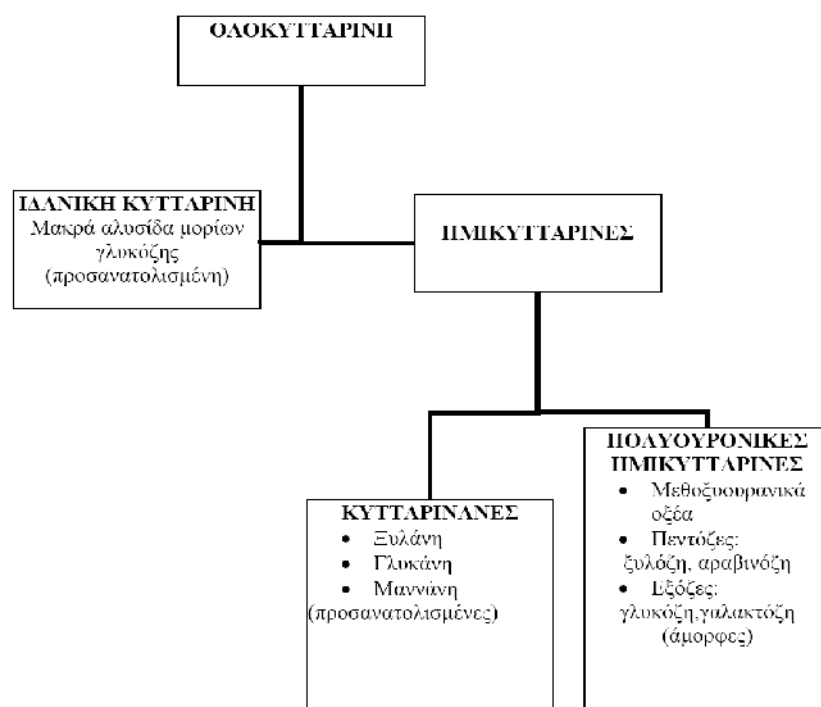 ΟΛΟΚΥΤΤΑΡΙΝΗ
ΙΔΑΝΙΚΗ ΚΥΤΤΑΡΙΝΗ
Μακρά αλυσίδα μορίων
γλυκόζης
(προσανατολισμένη)
ΗΜΙΚΥΤΤΑΡΙΝΕΣ
ΚΥΤΤΑΡΙΝΑΝΕΣ
• Ξυλάνη
• Γλυκάνη
• Μαννάνη
(προσανατολισμένες)
ΠΟΛΥΟΥΡΟΝΙΚΕΣ
ΗΜΙΚΥΤΤΑΡΙΝΕΣ
• Μεθοξυουρανικά
οξέα
• Πεντόζες:
ξυλόζη, αραβινόζη
• Εξόζες:
γλυκόζη,γαλακτόζη
(άμορφες)